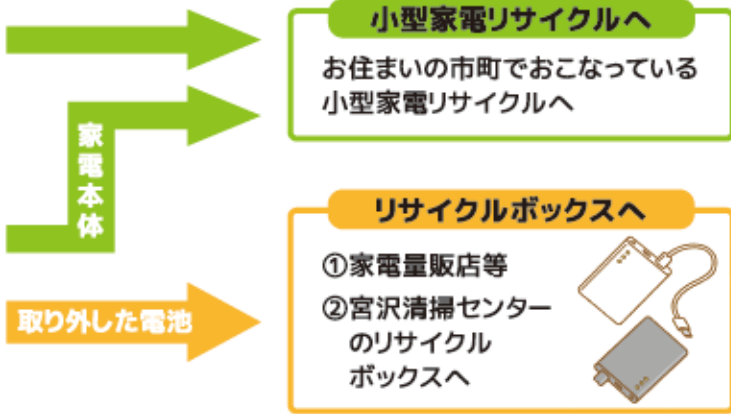 小型家電リサイクルへ
お住まいの市町でおこなっている
小型家電リサイクルへ
家電本体
リサイクルボックスへ
①家電量販店等
②宮沢清掃センター
のリサイクル
ボックスへ
取り外した電池